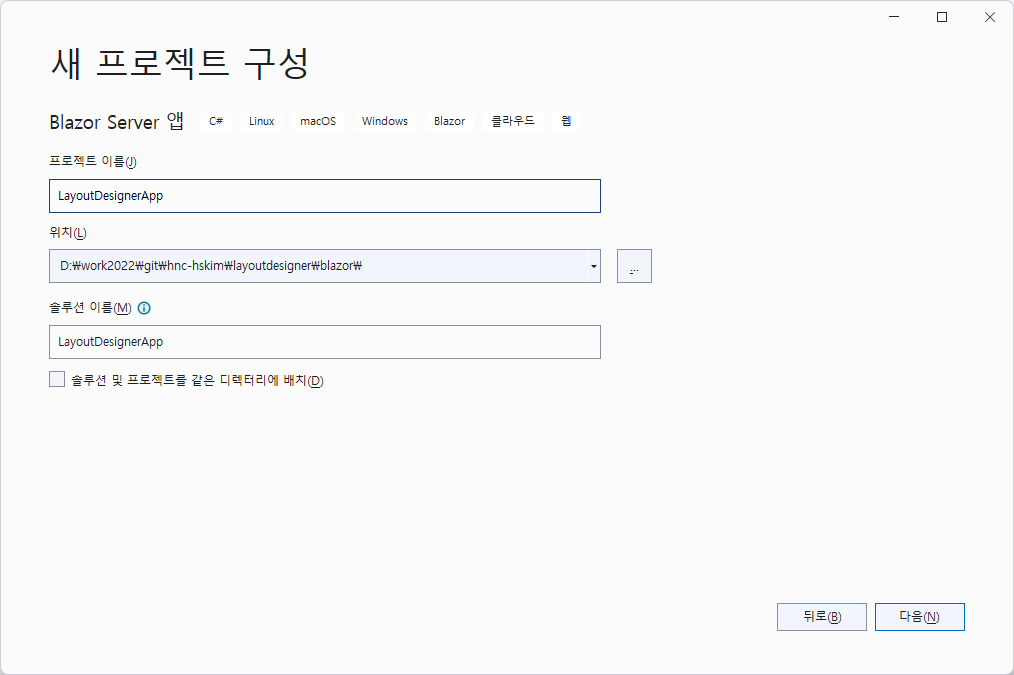 새 프로젝트 구성
Blazor Server 앱 C# Linux macOS Windows Blazor 클라우드 웹
프로젝트 이름(J)
LayoutDesignerApp
위치(L)
D:₩work2022₩git₩hnc-hskim₩layoutdesigner₩blazor₩
...
솔루션 이름(M)
LayoutDesignerApp
솔루션 및 프로젝트를 같은 디렉터리에 배치(D)
뒤로(B) 다음(N)